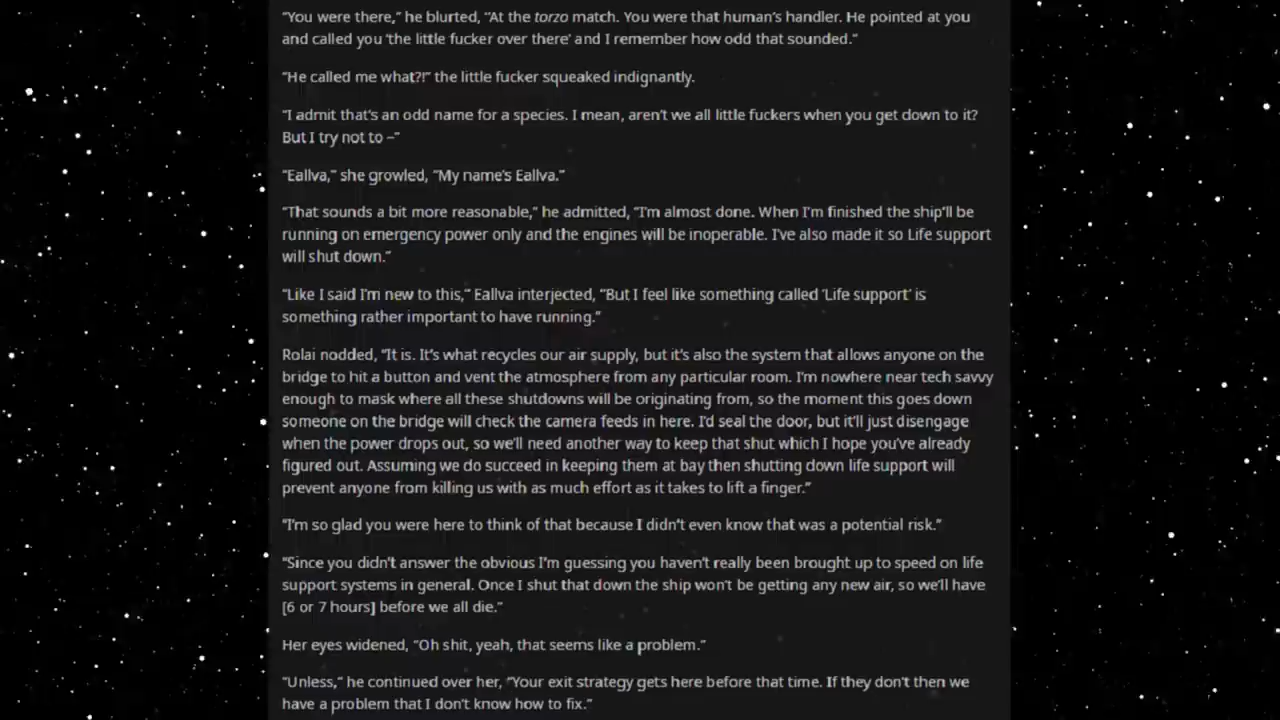 “You were there,” he blurted, “At the torzo match. You were that human’s handler. He pointed at you
and called you ‘the little fucker over there’ and I remember how odd that sounded.”
“He called me what?!” the little fucker squeaked indignantly.
“I admit that’s an odd name for a species. I mean, aren’t we all little fuckers when you get down to it?
But I try not to –”
“Eallva,” she growled, “My name’s Eallva.”
“That sounds a bit more reasonable,” he admitted, “I’m almost done. When I’m finished the ship’ll be
running on emergency power only and the engines will be inoperable. I’ve also made it so Life support
will shut down.”
“Like I said I’m new to this,” Eallva interjected, “But I feel like something called ‘Life support’ is
something rather important to have running.”
Rolai nodded, “It is. It’s what recycles our air supply, but it’s also the system that allows anyone on the
bridge to hit a button and vent the atmosphere from any particular room. I’m nowhere near tech savvy
enough to mask where all these shutdowns will be originating from, so the moment this goes down
someone on the bridge will check the camera feeds in here. I’d seal the door, but it’ll just disengage
when the power drops out, so we’ll need another way to keep that shut which I hope you’ve already
figured out. Assuming we do succeed in keeping them at bay then shutting down life support will
prevent anyone from killing us with as much effort as it takes to lift a finger.”
“I’m so glad you were here to think of that because I didn’t even know that was a potential risk.”
“Since you didn’t answer the obvious I’m guessing you haven’t really been brought up to speed on life
support systems in general. Once I shut that down the ship won’t be getting any new air, so we’ll have
[6 or 7 hours] before we all die.”
Her eyes widened, “Oh shit, yeah, that seems like a problem.”
“Unless,” he continued over her, “Your exit strategy gets here before that time. If they don’t then we
have a problem that I don’t know how to fix.”